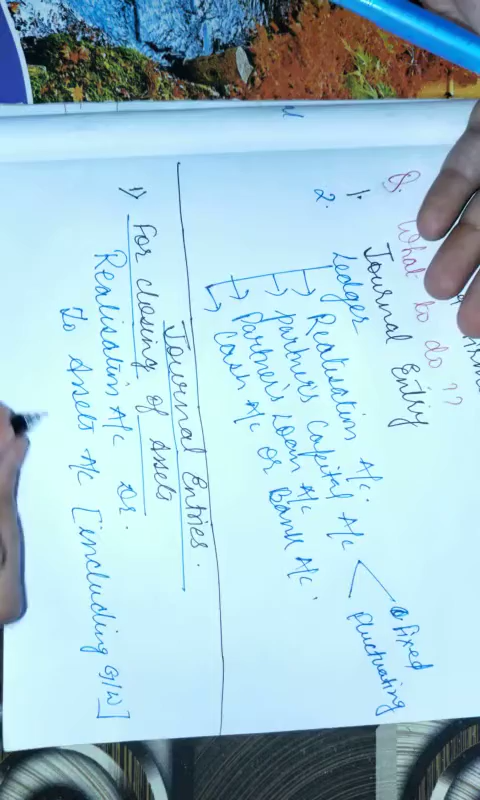 Q. What to do ??
1. Journal Entry
2. Ledger
→ Realisation A/c.
→ Partners Capital A/c
Fixed
Fluctuating
→ Partner's Loan A/c
→ Cash A/c or Bank A/c.
Journal Entries.
1) For closing of Assets
Realisation A/c Dr.
To Assets A/c [including G/W]